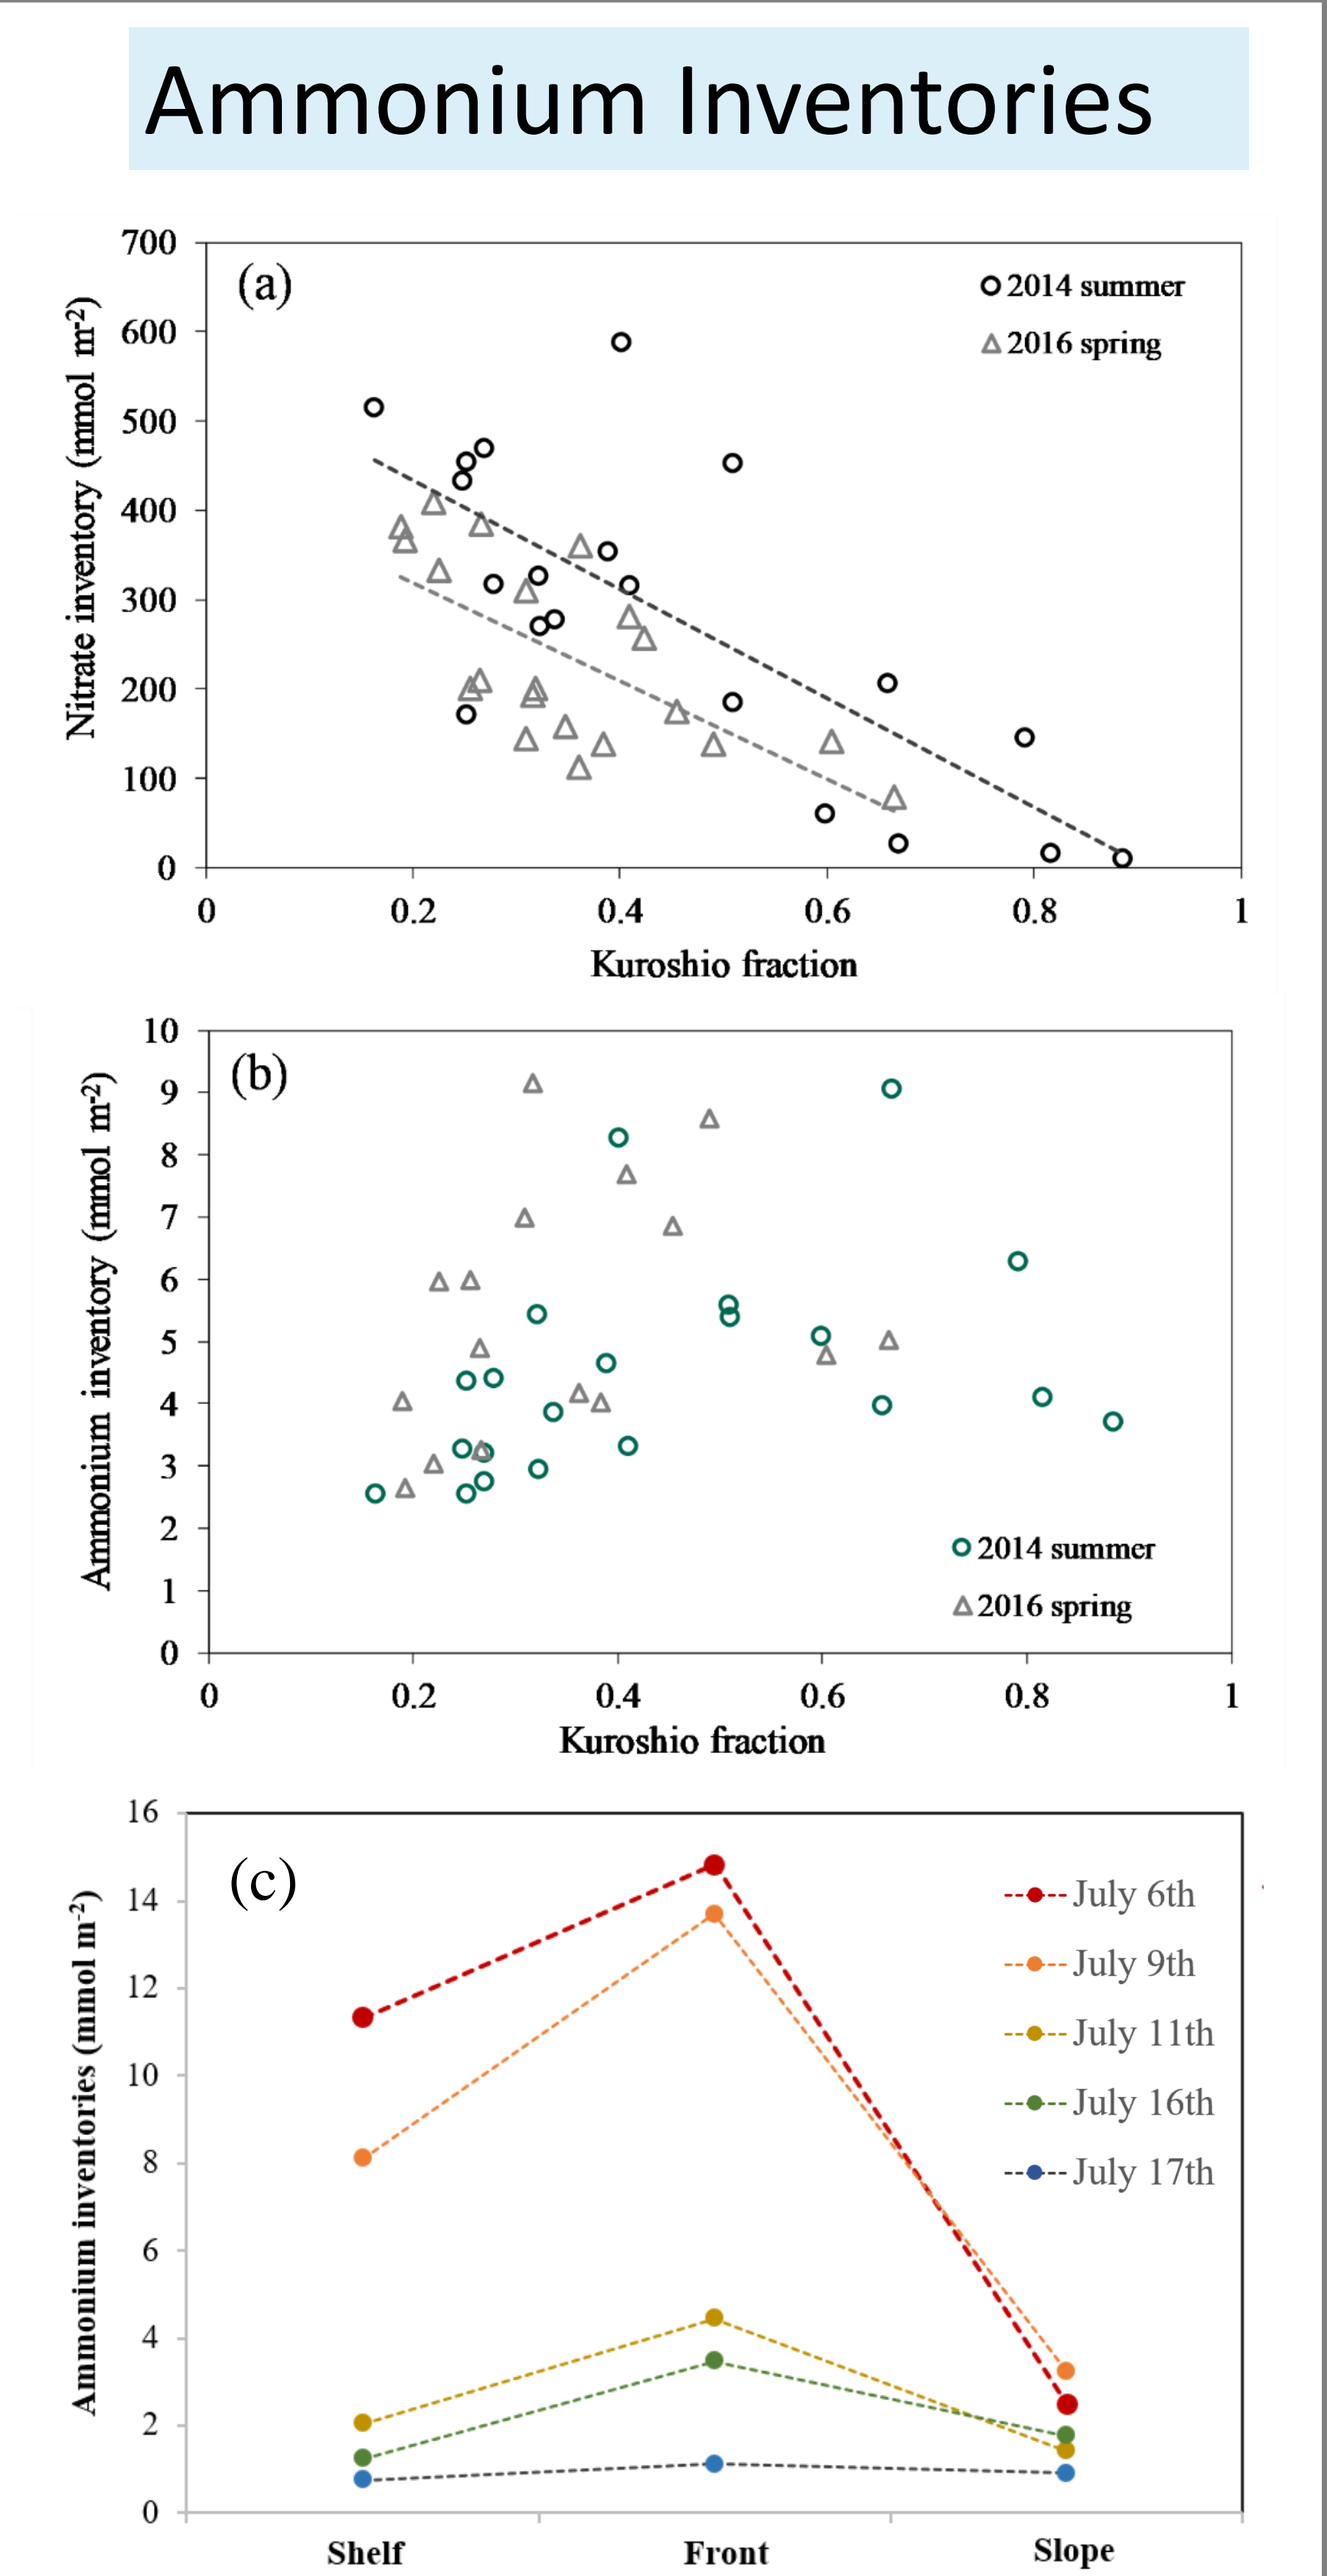 Ammonium Inventories
(a)
2014 summer
2016 spring
Nitrate inventory (mmol m-2)
700
600
500
400
300
200
100
0
0 0.2 0.4 0.6 0.8 1
Kuroshio fraction
(b)
Ammonium inventory (mmol m-2)
10
9
8
7
6
5
4
3
2
1
0
2014 summer
2016 spring
0 0.2 0.4 0.6 0.8 1
Kuroshio fraction
(c)
Ammonium inventories (mmol m-2)
16
14
12
10
8
6
4
2
0
July 6th
July 9th
July 11th
July 16th
July 17th
Shelf Front Slope